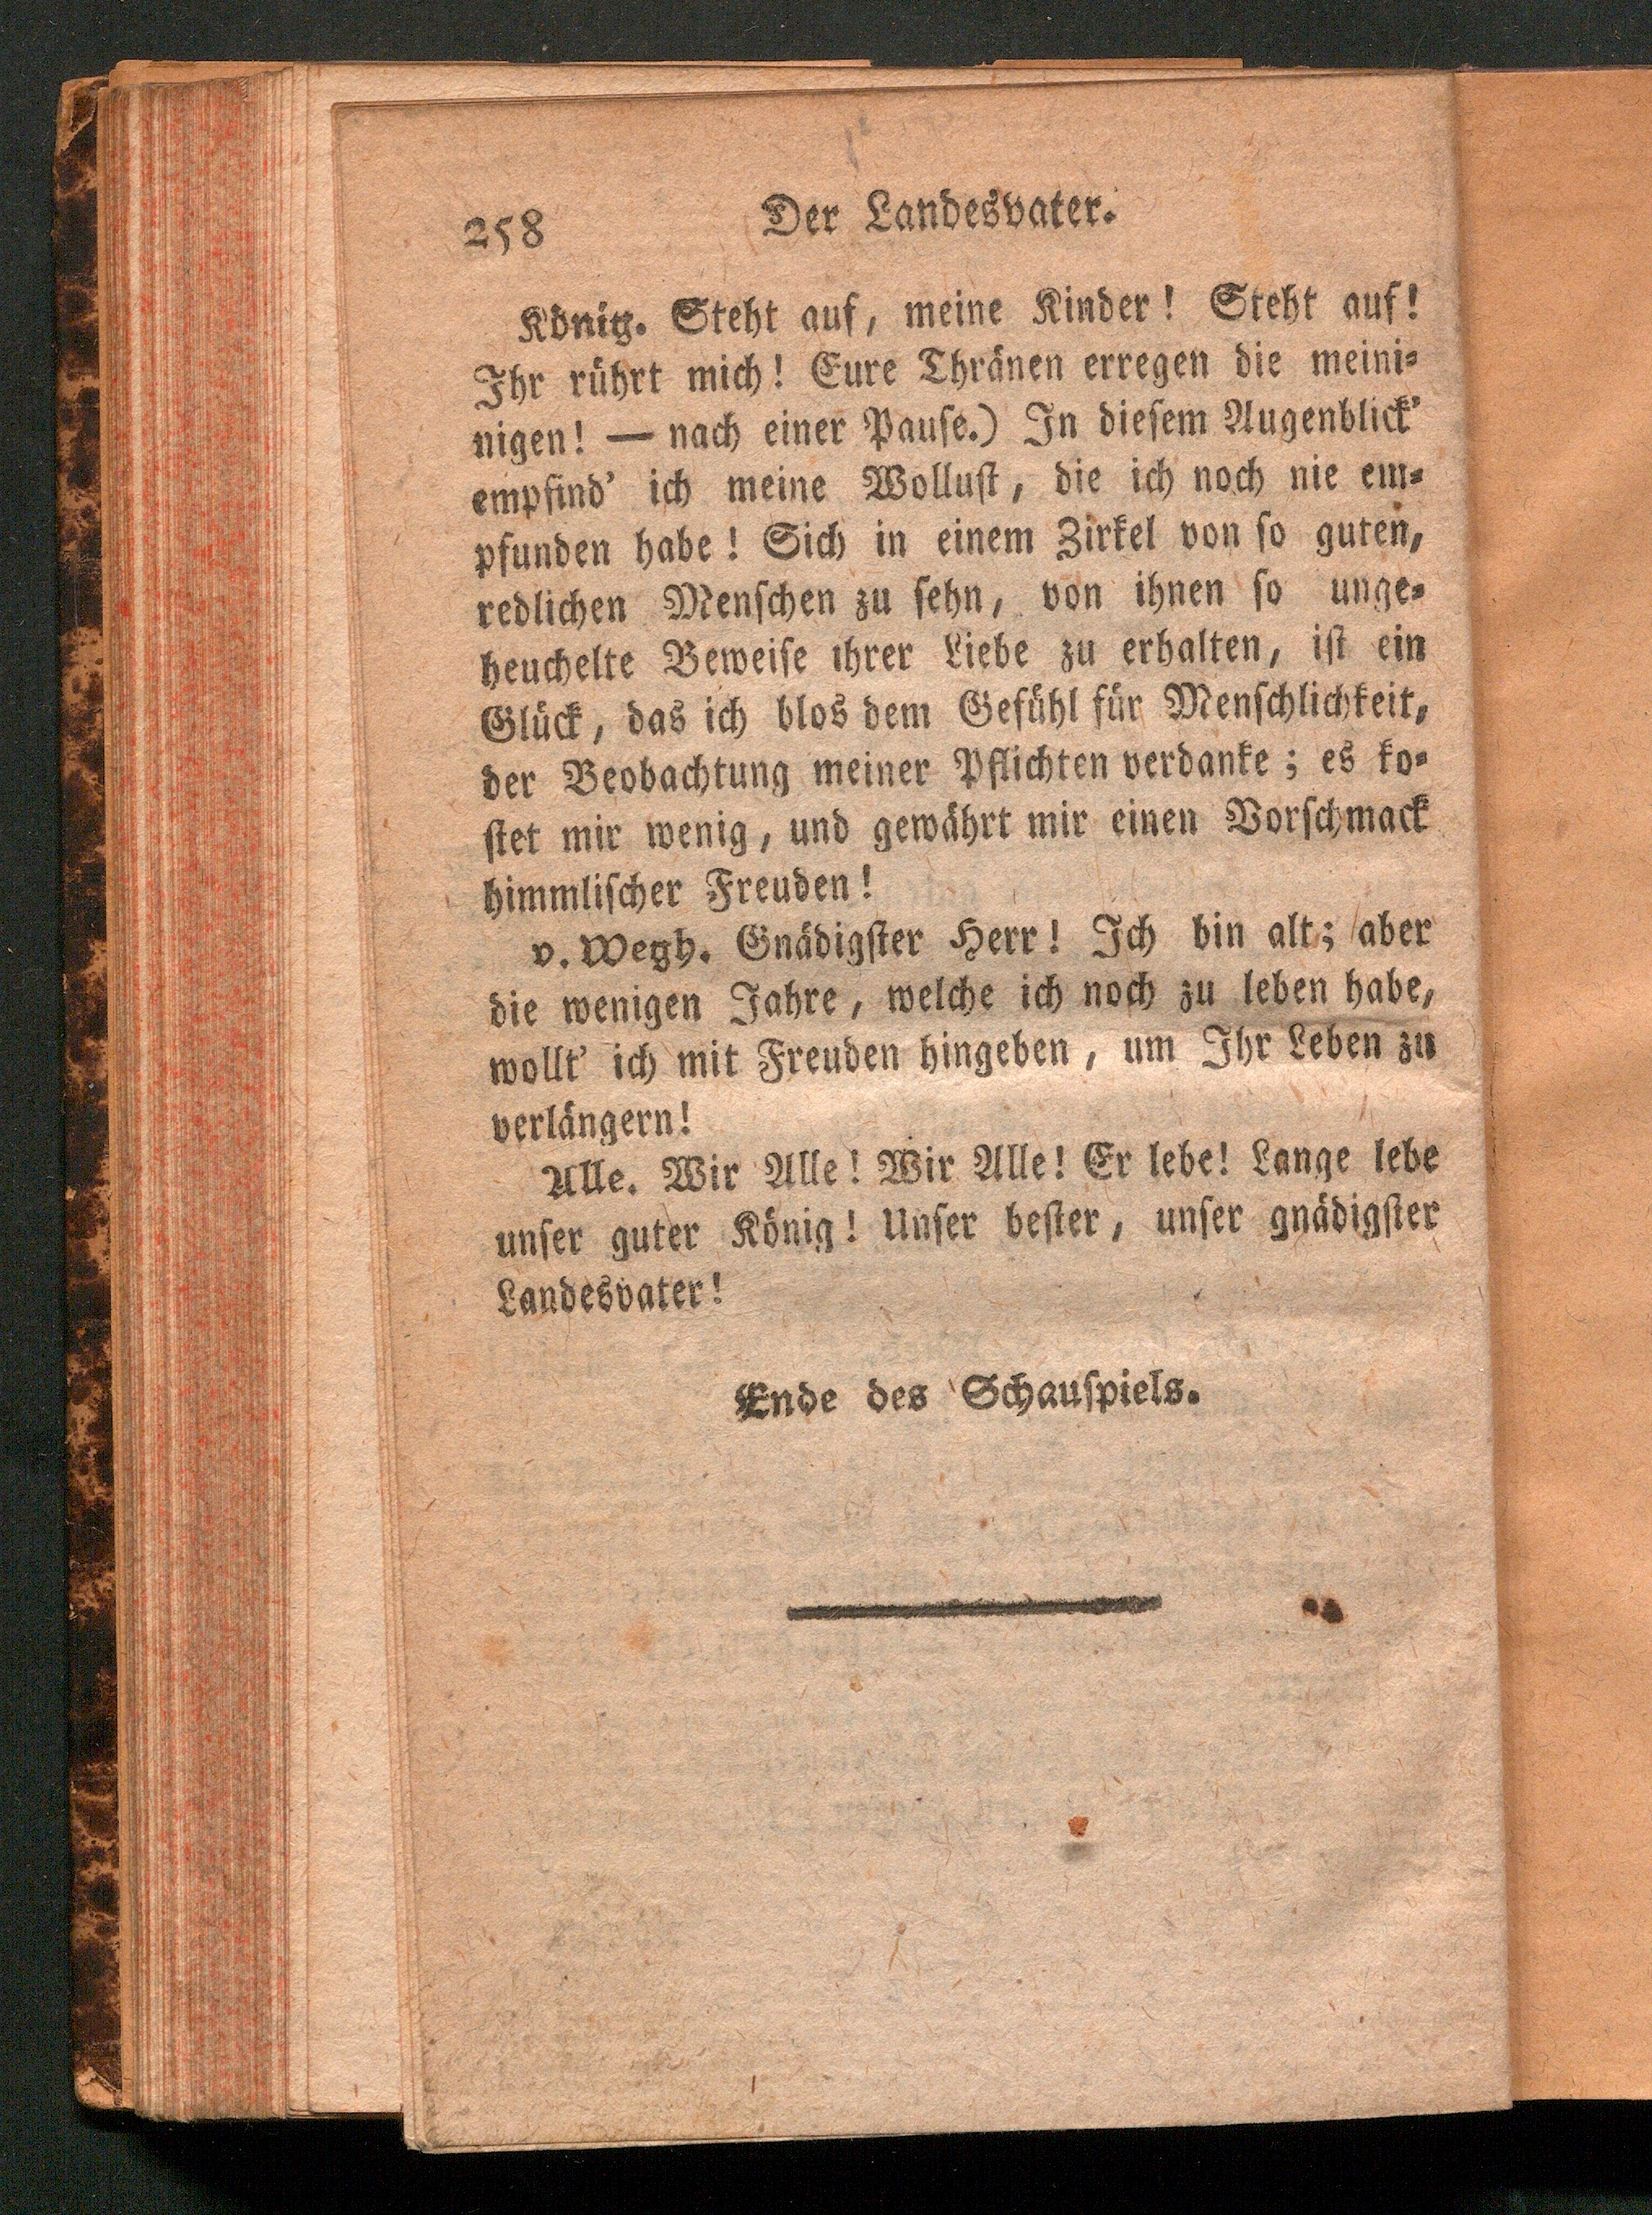 258 Der Landesvater.
König. Steht auf, meine Kinder! Steht auf!
Ihr rührt mich! Eure Thränen erregen die meini⸗
nigen! — nach einer Pauſe.) In dieſem Augenblick'
empfind' ich meine Wolluſt, die ich noch nie em⸗
pfunden habe! Sich in einem Zirkel von ſo guten,
redlichen Menſchen zu ſehn, von ihnen ſo unge⸗
heuchelte Beweiſe ihrer Liebe zu erhalten, iſt ein
Glück, das ich blos dem Gefühl für Menſchlichkeit,
der Beobachtung meiner Pflichten verdanke; es ko⸗
ſtet mir wenig, und gewährt mir einen Vorſchmack
himmliſcher Freuden!
v. Wegh. Gnädigſter Herr! Ich bin alt; aber
die wenigen Jahre, welche ich noch zu leben habe,
wollt' ich mit Freuden hingeben, um Ihr Leben zu
verlängern!
Alle. Wir Alle! Wir Alle! Er lebe! Lange lebe
unſer guter König! Unſer beſter, unſer gnädigſter
Landesvater!
Ende des Schauſpiels.